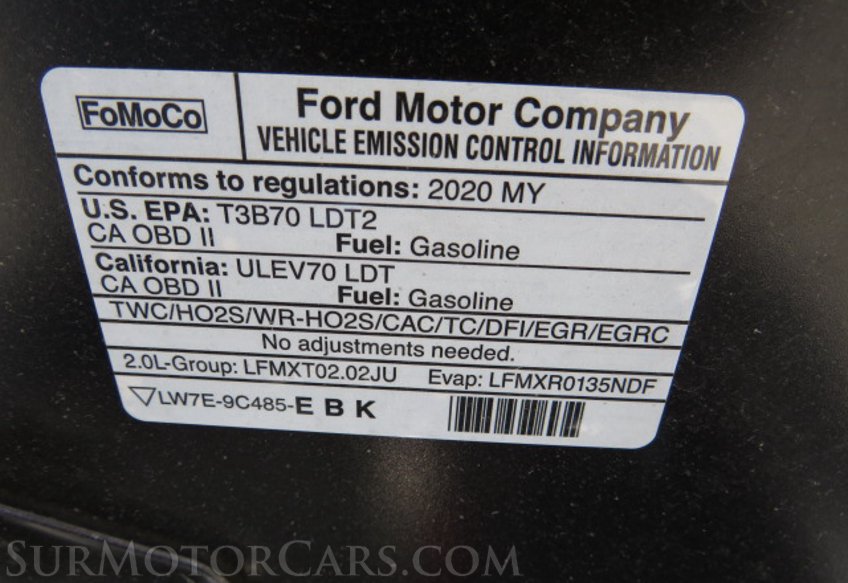 FoMoCo
Ford Motor Company
VEHICLE EMISSION CONTROL INFORMATION
Conforms to regulations: 2020 MY
U.S. EPA: T3B70 LDT2
CA OBD II Fuel: Gasoline
California: ULEV70 LDT
CA OBD II Fuel: Gasoline
TWC/HO2S/WR-HO2S/CAC/TC/DFI/EGR/EGRC
No adjustments needed.
2.0L-Group: LFMXT02.02JU Evap: LFMXR0135NDF
LW7E-9C485-E B K
SURMOTORCARS.COM